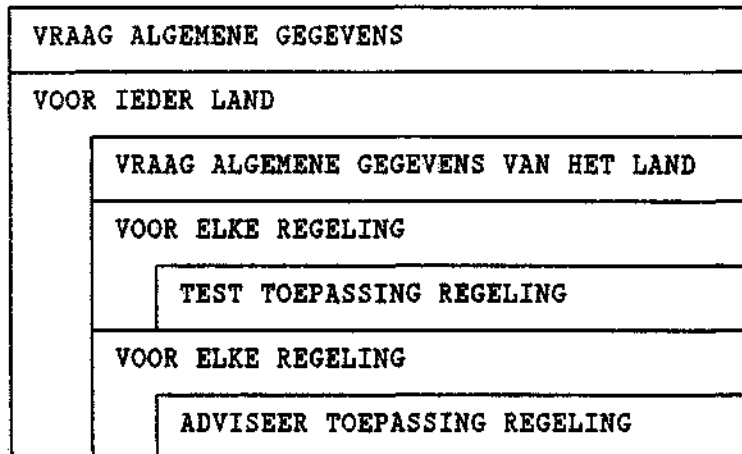 VRAAG ALGEMENE GEGEVENS
VOOR IEDER LAND
VRAAG ALGEMENE GEGEVENS VAN HET LAND
VOOR ELKE REGELING
TEST TOEPASSING REGELING
VOOR ELKE REGELING
ADVISEER TOEPASSING REGELING